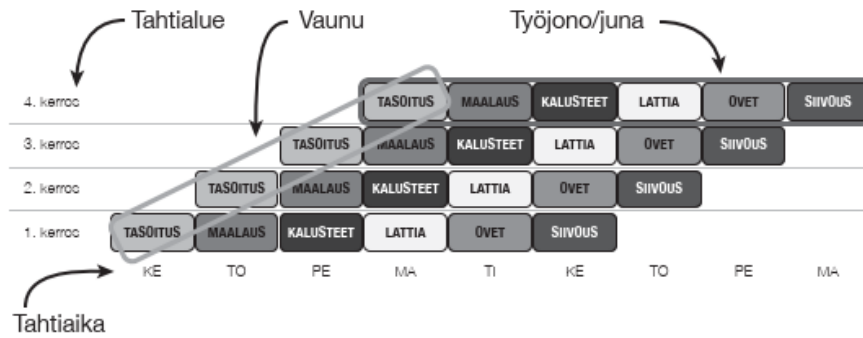 Tahtialue Vaunu Työjono/juna
4. kerros TASOITUS MAALAUS KALUSTEET LATTIA OVET SIIVOUS
3. kerros TASOITUS MAALAUS KALUSTEET LATTIA OVET SIIVOUS
2. kerros TASOITUS MAALAUS KALUSTEET LATTIA OVET SIIVOUS
1. kerros TASOITUS MAALAUS KALUSTEET LATTIA OVET SIIVOUS
KE TO PE MA TI KE TO PE MA
Tahtiaika